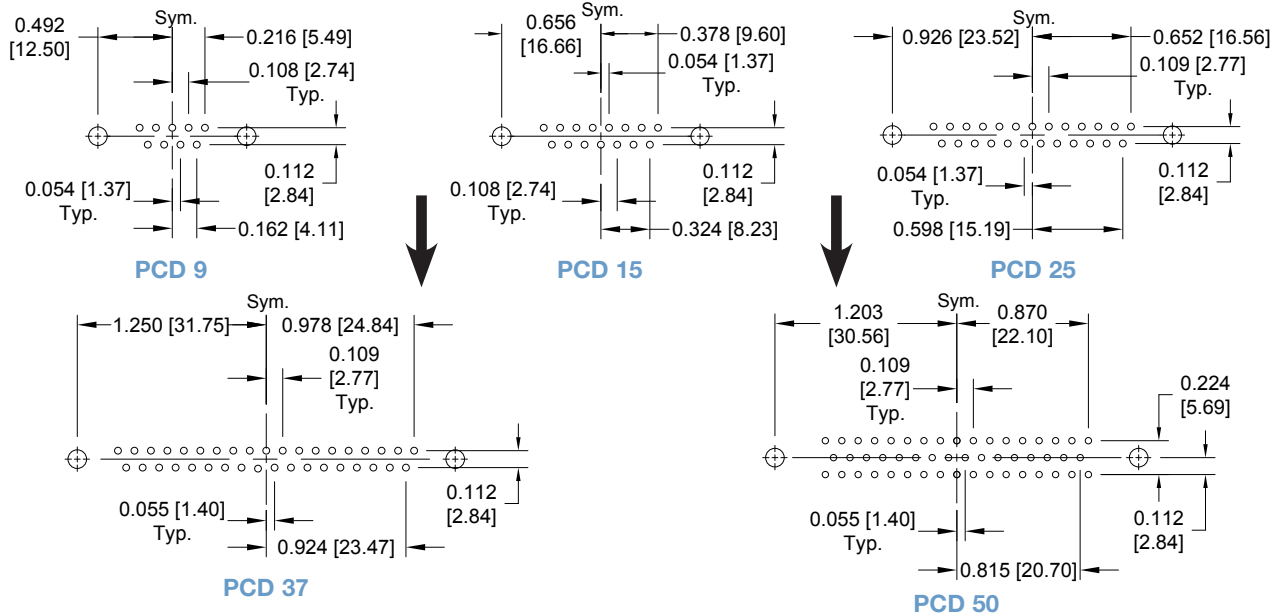 Sym.
0.492
[12.50]
0.216 [5.49]
0.108 [2.74]
Typ.
0.112
[2.84]
0.054 [1.37]
Typ.
0.162 [4.11]
PCD 9
Sym.
0.656
[16.66]
0.378 [9.60]
0.054 [1.37]
Typ.
0.112
[2.84]
0.108 [2.74]
Typ.
0.324 [8.23]
PCD 15
Sym.
0.926 [23.52]
0.652 [16.56]
0.109 [2.77]
Typ.
0.112
[2.84]
0.054 [1.37]
Typ.
0.598 [15.19]
PCD 25
Sym.
1.250 [31.75]
0.978 [24.84]
0.109
[2.77]
Typ.
0.112
[2.84]
0.055 [1.40]
Typ.
0.924 [23.47]
PCD 37
Sym.
1.203
[30.56]
0.870
[22.10]
0.109
[2.77]
Typ.
0.224
[5.69]
0.055 [1.40]
Typ.
0.112
[2.84]
0.815 [20.70]
PCD 50